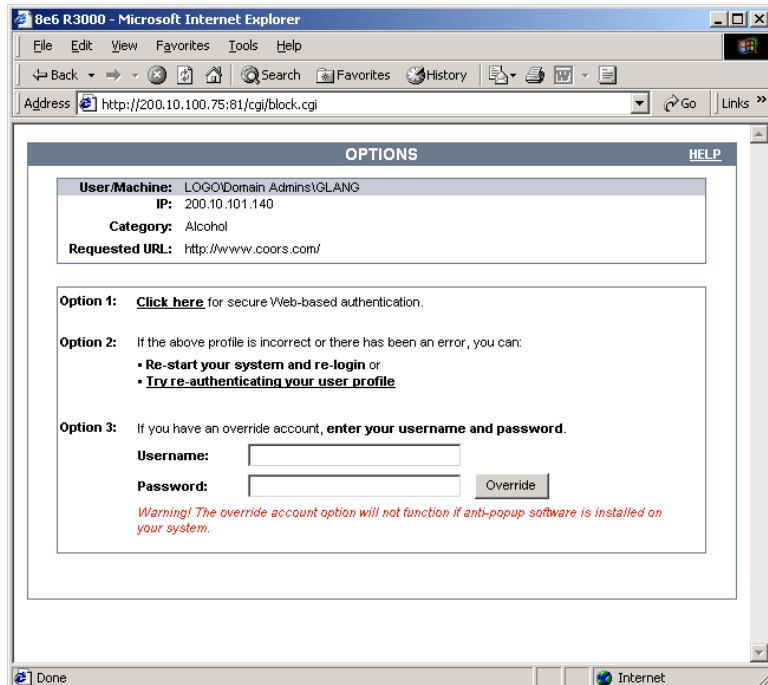 8e6 R3000 - Microsoft Internet Explorer
File Edit View Favorites Tools Help
Back Search Favorites History
Address http://200.10.100.75:81/cgi/block.cgi Go Links »
OPTIONS HELP
User/Machine: LOGO\Domain Admins\GLANG
IP: 200.10.101.140
Category: Alcohol
Requested URL: http://www.coors.com/
Option 1: Click here for secure Web-based authentication.
Option 2: If the above profile is incorrect or there has been an error, you can:
• Re-start your system and re-login or
• Try re-authenticating your user profile
Option 3: If you have an override account, enter your username and password.
Username:
Password: Override
Warning! The override account option will not function if anti-popup software is installed on
your system.
Done Internet